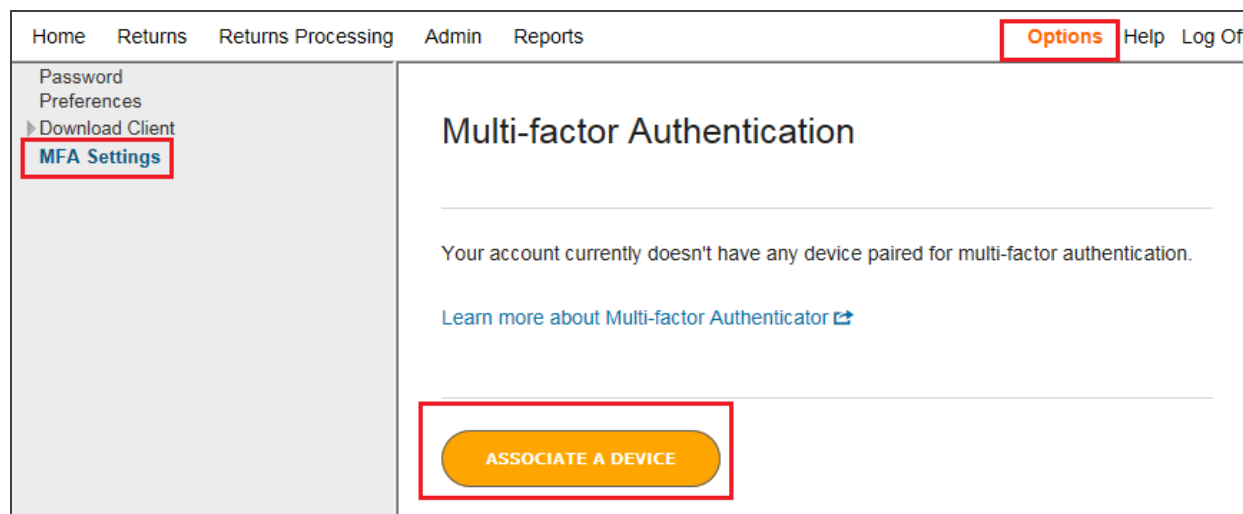 Home Returns Returns Processing Admin Reports Options Help Log Of
Password
Preferences
Download Client
MFA Settings
Multi-factor Authentication
Your account currently doesn't have any device paired for multi-factor authentication.
Learn more about Multi-factor Authenticator
ASSOCIATE A DEVICE